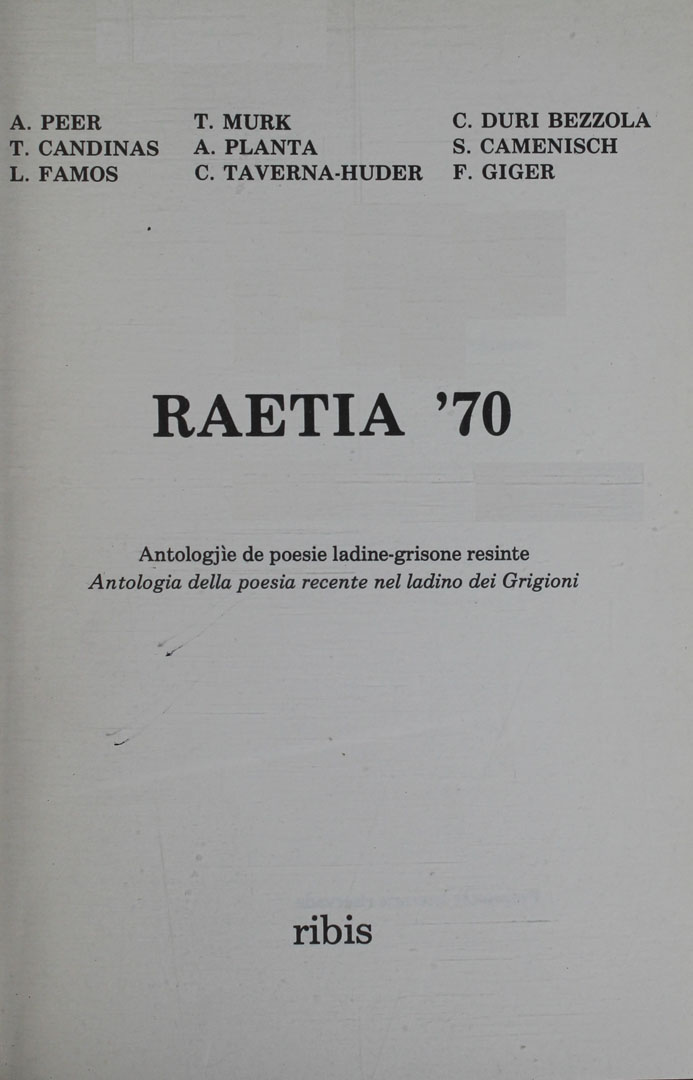 A. PEER T. MURK C. DURI BEZZOLA
T. CANDINAS A. PLANTA S. CAMENISCH
L. FAMOS C. TAVERNA-HUDER F. GIGER
RAETIA ’70
Antologjìe de poesie ladine-grisone resinte
Antologia della poesia recente nel ladino dei Grigioni
ribis